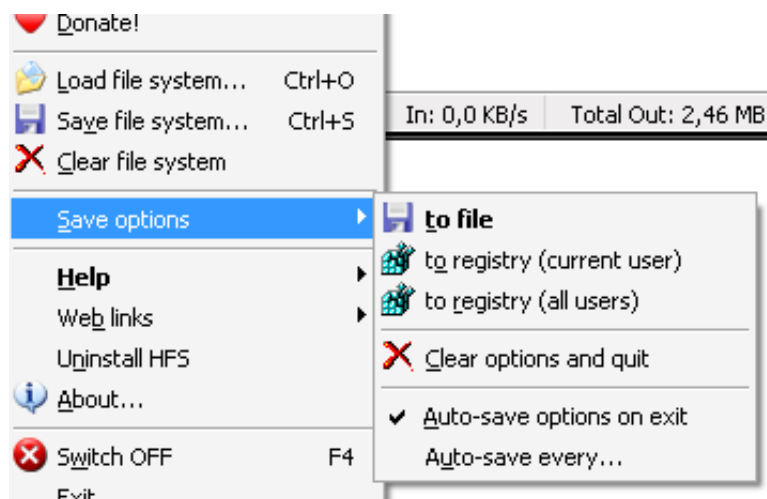 Donate!
Load file system... Ctrl+O
Save file system... Ctrl+S
Clear file system
In: 0,0 KB/s Total Out: 2,46 MB
Save options
to file
to registry (current user)
to registry (all users)
Clear options and quit
Auto-save options on exit
Auto-save every...
Help
Web links
Uninstall HFS
About...
Switch OFF F4
Exit